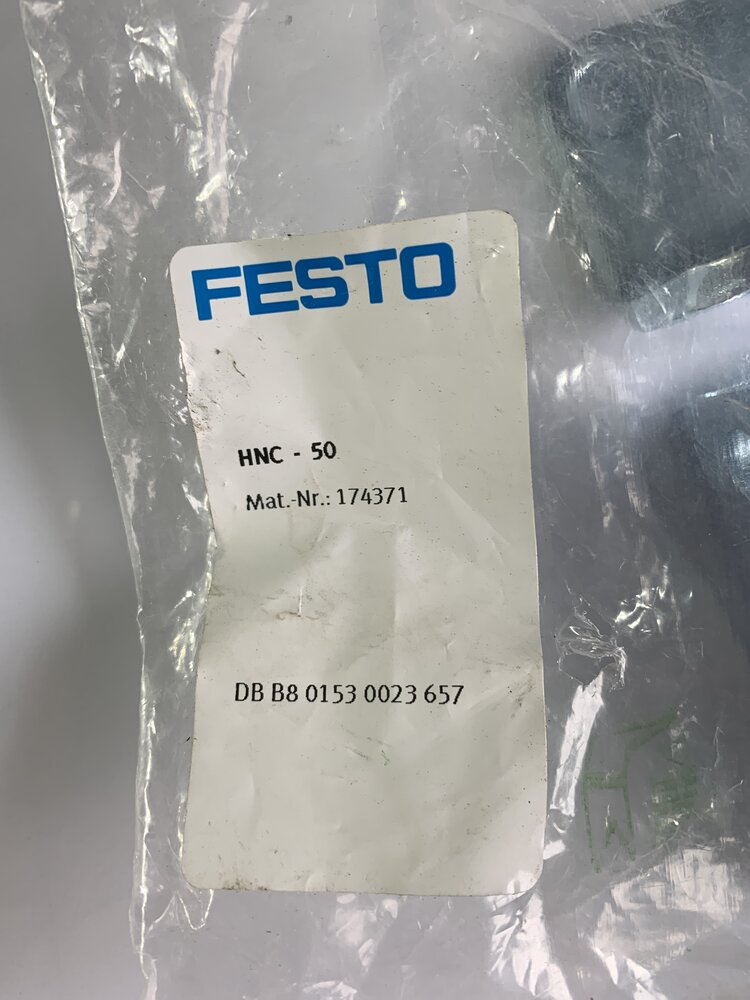 FESTO
HNC - 50
Mat.-Nr.: 174371
DB B8 0153 0023 657